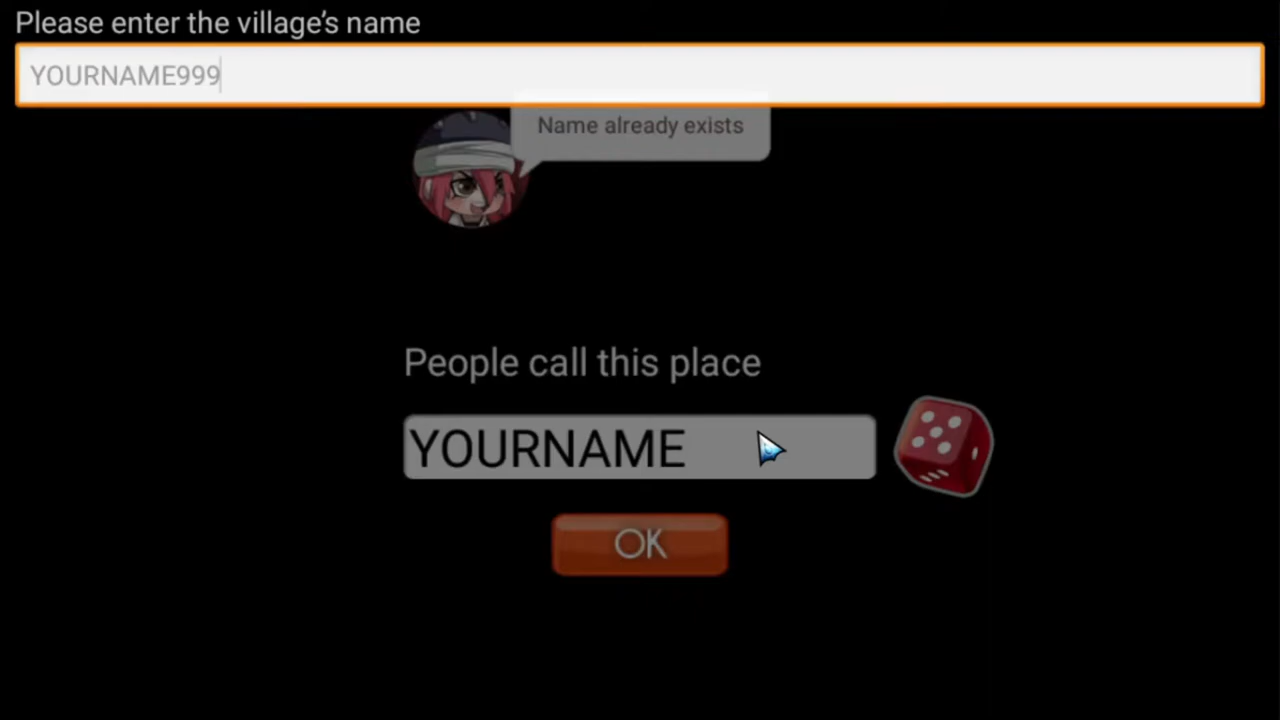 Please enter the village’s name
YOURNAME999
Name already exists
People call this place
YOURNAME
OK